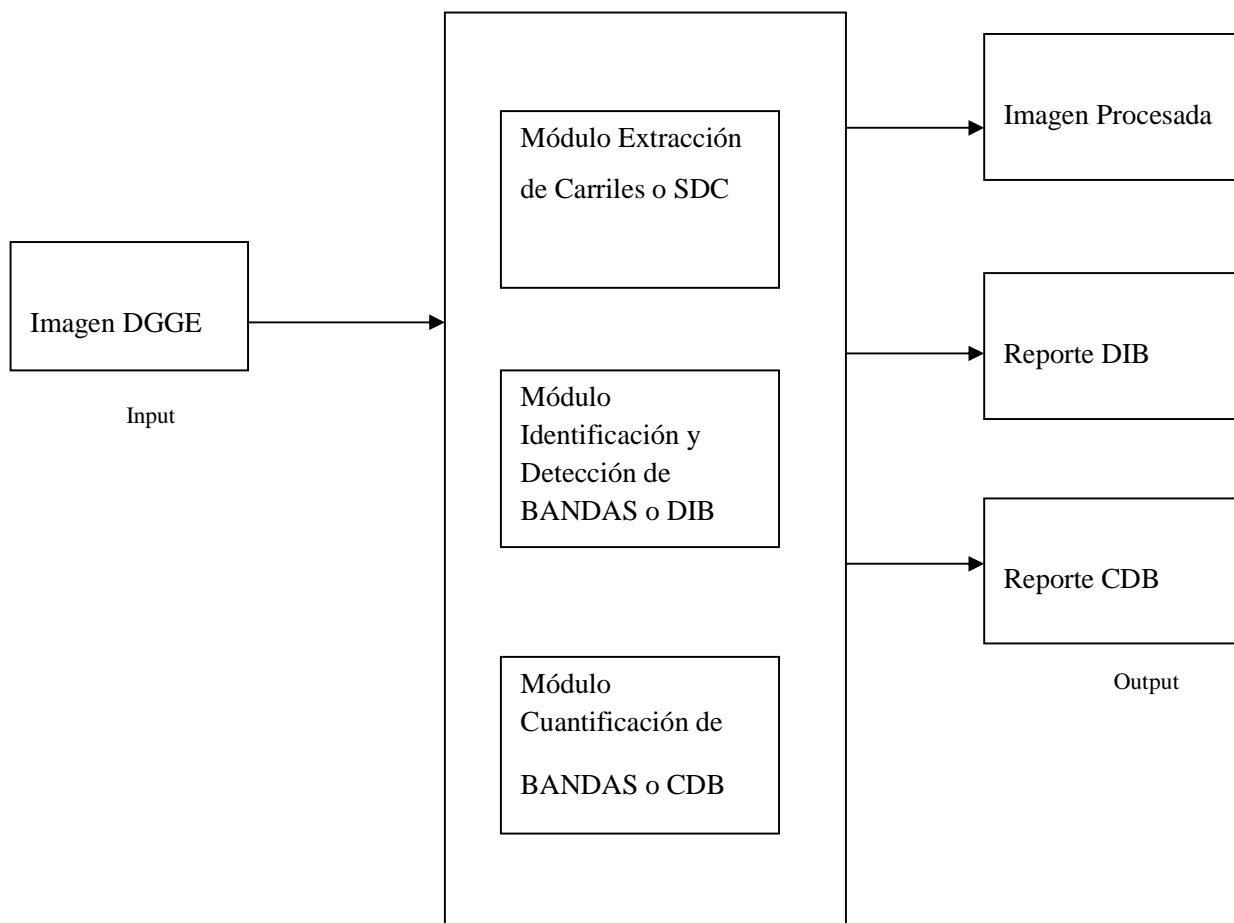 Imagen DGGE
Input
Módulo Extracción
de Carriles o SDC
Módulo
Identificación y
Detección de
BANDAS o DIB
Módulo
Cuantificación de
BANDAS o CDB
Imagen Procesada
Reporte DIB
Reporte CDB
Output